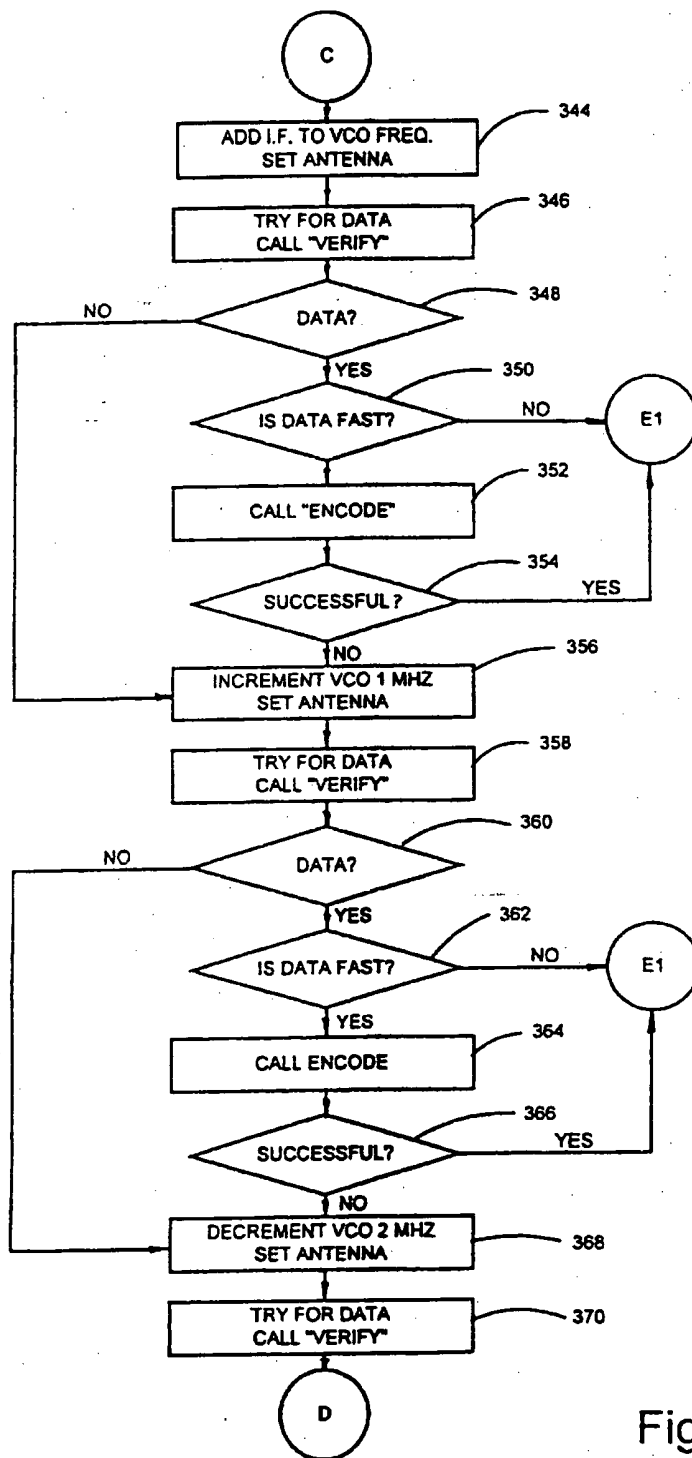 C
ADD I.F. TO VCO FREQ.
SET ANTENNA
344
TRY FOR DATA
CALL "VERIFY"
346
DATA?
348
NO
YES
350
IS DATA FAST?
NO
E1
352
CALL "ENCODE"
354
SUCCESSFUL?
YES
NO
356
INCREMENT VCO 1 MHZ
SET ANTENNA
358
TRY FOR DATA
CALL "VERIFY"
360
DATA?
NO
YES
362
IS DATA FAST?
NO
E1
YES
364
CALL ENCODE
366
SUCCESSFUL?
YES
NO
DECREMENT VCO 2 MHZ
SET ANTENNA
368
TRY FOR DATA
CALL "VERIFY"
370
D
Fig